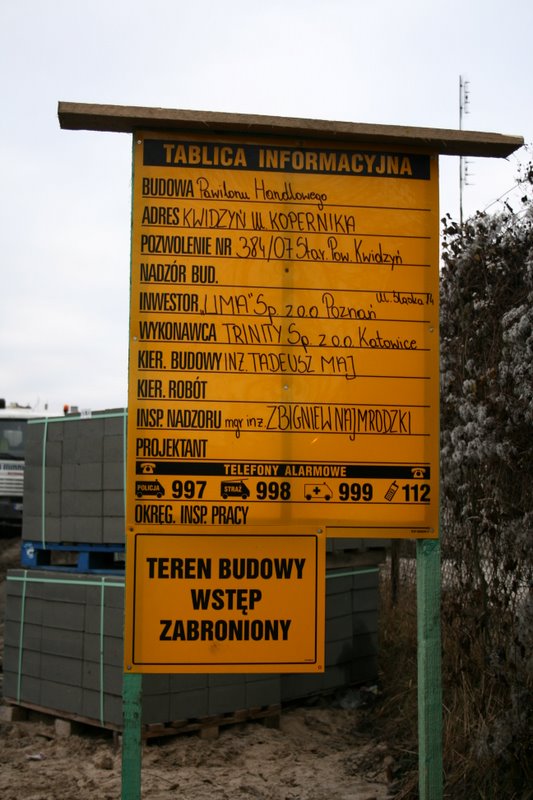 TABLICA INFORMACYJNA
BUDOWA Pawilonu Handlowego
ADRES KWIDZYŃ Ul. KOPERNIKA
POZWOLENIE NR 384/07 Star. Pow. Kwidzyń
NADZÓR BUD.
INWESTOR „LIMA" Sp. z o.o. Poznań Ul. Śląska 14
WYKONAWCA TRINITY Sp. z o.o. Katowice
KIER. BUDOWY INŻ. TADEUSZ MAJ
KIER. ROBÓT
INSP. NADZORU mgr inż. ZBIGNIEW NAJMRODZKI
PROJEKTANT
TELEFONY ALARMOWE
POLICJA 997 STRAŻ 998 999 112
OKRĘG. INSP. PRACY
TEREN BUDOWY
WSTĘP
ZABRONIONY